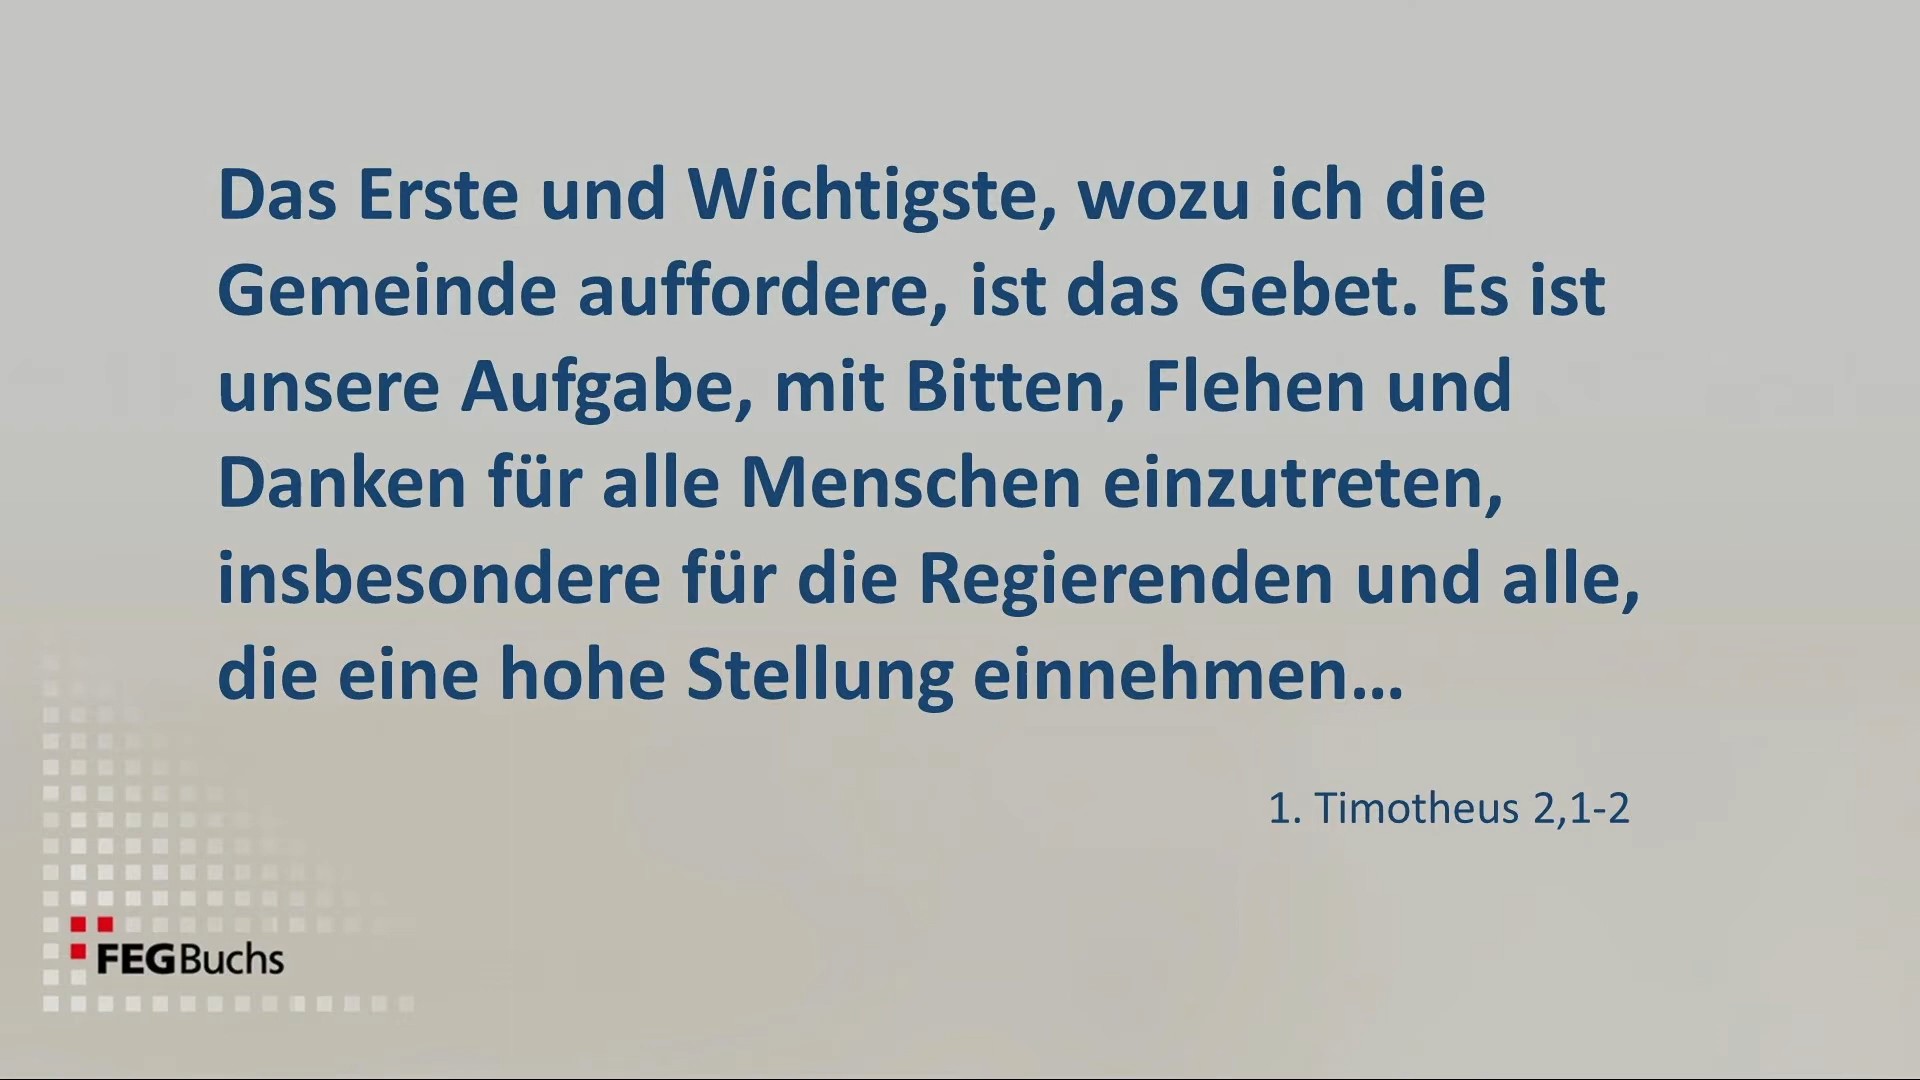 Das Erste und Wichtigste, wozu ich die
Gemeinde auffordere, ist das Gebet. Es ist
unsere Aufgabe, mit Bitten, Flehen und
Danken für alle Menschen einzutreten,
insbesondere für die Regierenden und alle,
die eine hohe Stellung einnehmen…
1. Timotheus 2,1-2
FEGBuchs